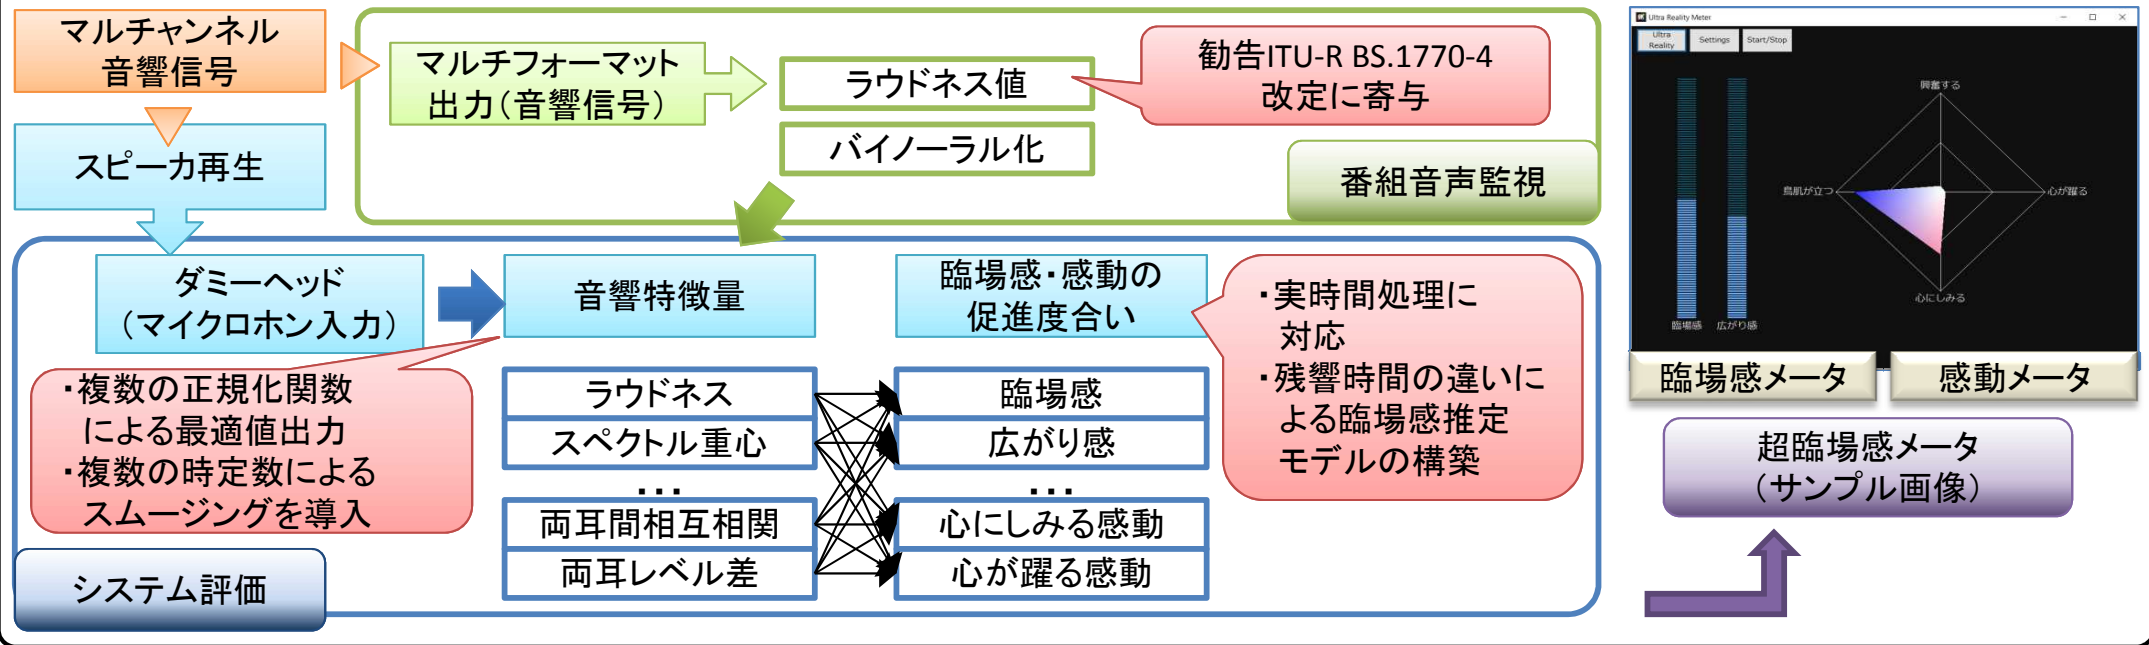 マルチャンネル
音響信号
スピーカ再生
マルチフォーマット
出力(音響信号)
ラウドネス値
バイノーラル化
勧告ITU-R BS.1770-4
改定に寄与
番組音声監視
ダミーヘッド
(マイクロホン入力)
音響特徴量
臨場感・感動の
促進度合い
・実時間処理に
対応
・残響時間の違いに
よる臨場感推定
モデルの構築
・複数の正規化関数
による最適値出力
・複数の時定数による
スムージングを導入
ラウドネス
スペクトル重心
…
両耳間相互相関
両耳レベル差
臨場感
広がり感
…
心にしみる感動
心が躍る感動
システム評価
Ultra Reality Meter
Ultra
Reality
Settings
Start/Stop
興奮する
鳥肌が立つ
心が躍る
心にしみる
臨場感
広がり感
臨場感メータ
感動メータ
超臨場感メータ
(サンプル画像)